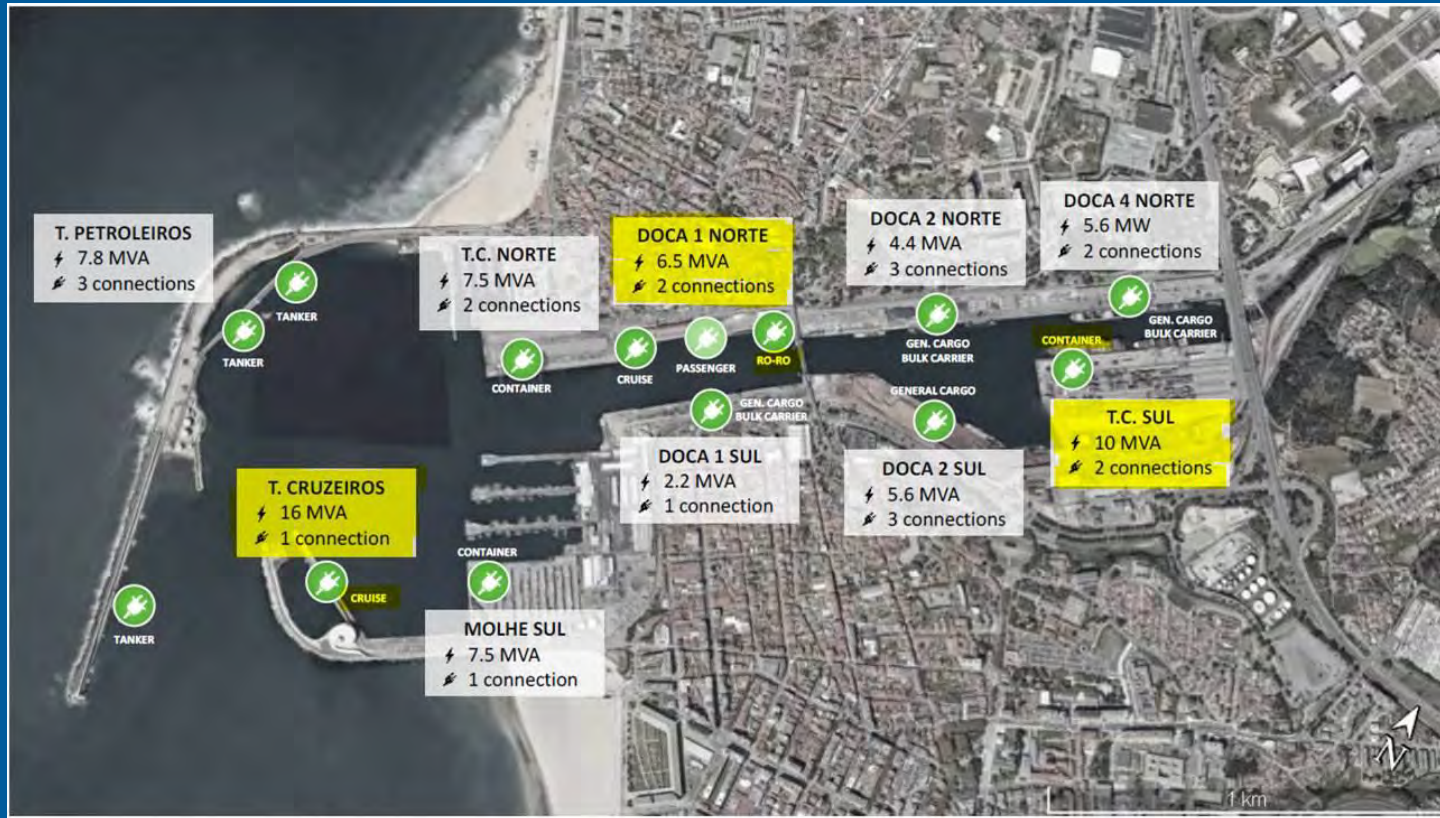 T. PETROLEIROS
7.8 MVA
3 connections
TANKER
TANKER
TANKER
T.C. NORTE
7.5 MVA
2 connections
CONTAINER
DOCA 1 NORTE
6.5 MVA
2 connections
CRUISE
PASSENGER
RO-RO
DOCA 2 NORTE
4.4 MVA
3 connections
GEN. CARGO
BULK CARRIER
DOCA 4 NORTE
5.6 MW
2 connections
GEN. CARGO
BULK CARRIER
CONTAINER
T.C. SUL
10 MVA
2 connections
GENERAL CARGO
DOCA 2 SUL
5.6 MVA
3 connections
GEN. CARGO
BULK CARRIER
DOCA 1 SUL
2.2 MVA
1 connection
T. CRUZEIROS
16 MVA
1 connection
CRUISE
CONTAINER
MOLHE SUL
7.5 MVA
1 connection
N
1 km